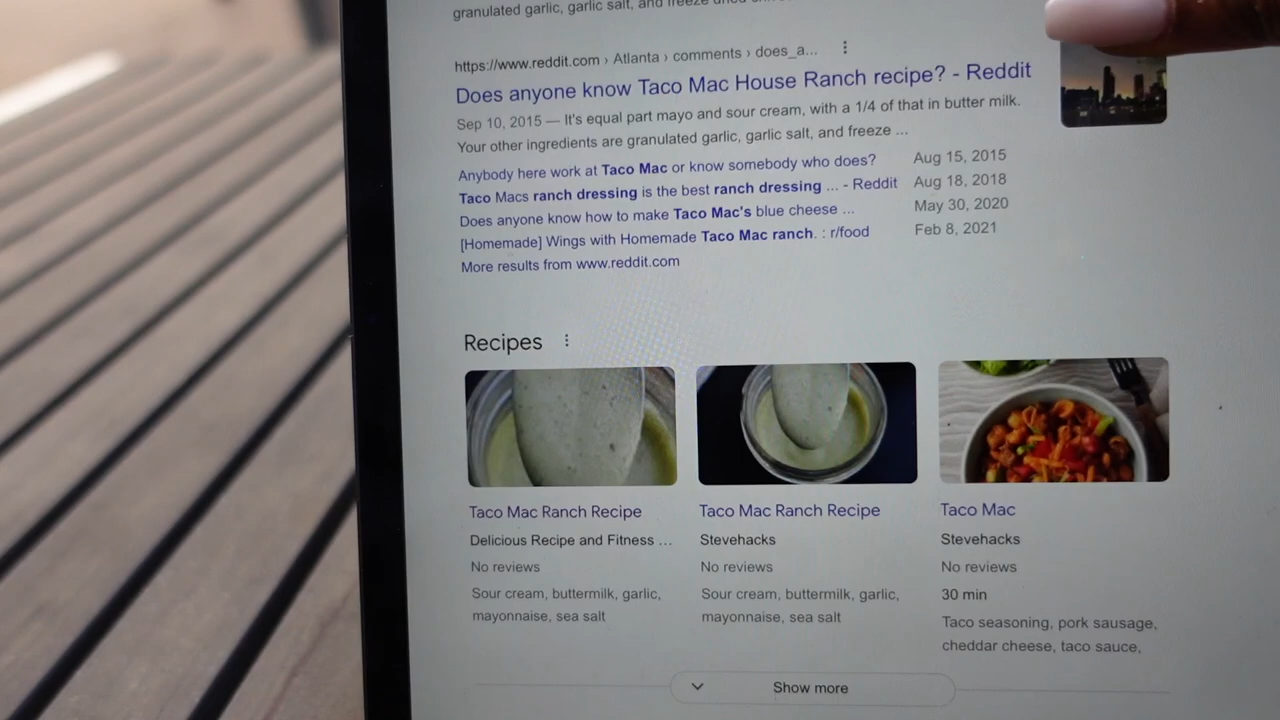 granulated garlic, garlic salt, and freeze dried
https://www.reddit.com › Atlanta › comments › does_a...
Does anyone know Taco Mac House Ranch recipe? - Reddit
Sep 10, 2015 — It's equal part mayo and sour cream, with a 1/4 of that in butter milk.
Your other ingredients are granulated garlic, garlic salt, and freeze ...
Anybody here work at Taco Mac or know somebody who does? Aug 15, 2015
Taco Macs ranch dressing is the best ranch dressing ... - Reddit Aug 18, 2018
Does anyone know how to make Taco Mac's blue cheese ... May 30, 2020
[Homemade] Wings with Homemade Taco Mac ranch. : r/food Feb 8, 2021
More results from www.reddit.com
Recipes
Taco Mac Ranch Recipe
Delicious Recipe and Fitness ...
No reviews
Sour cream, buttermilk, garlic,
mayonnaise, sea salt
Taco Mac Ranch Recipe
Stevehacks
No reviews
Sour cream, buttermilk, garlic,
mayonnaise, sea salt
Taco Mac
Stevehacks
No reviews
30 min
Taco seasoning, pork sausage,
cheddar cheese, taco sauce,
Show more